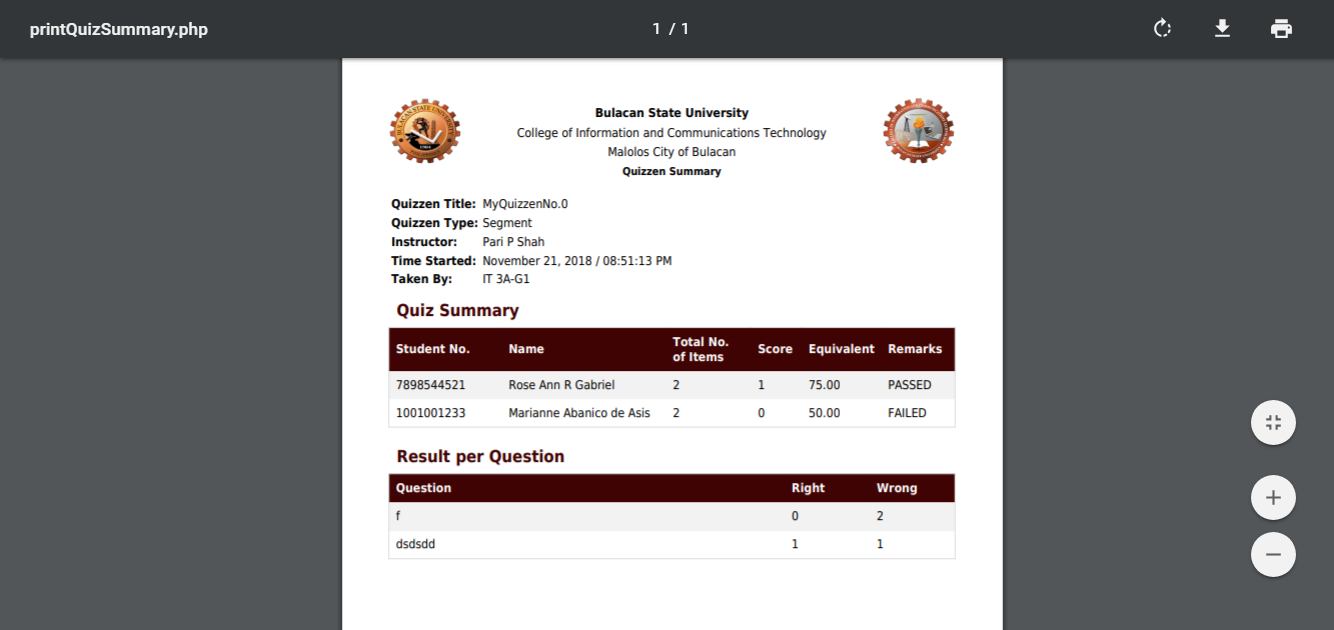 printQuizSummary.php
1 / 1
BULACAN STATE UNIVERSITY
Bulacan State University
College of Information and Communications Technology
Malolos City of Bulacan
Quizzen Summary
Quizzen Title: MyQuizzenNo.0
Quizzen Type: Segment
Instructor: Pari P Shah
Time Started: November 21, 2018 / 08:51:13 PM
Taken By: IT 3A-G1
Quiz Summary
Student No. Name Total No. of Items Score Equivalent Remarks
7898544521 Rose Ann R Gabriel 2 1 75.00 PASSED
1001001233 Marianne Abanico de Asis 2 0 50.00 FAILED
Result per Question
Question Right Wrong
f 0 2
dsdsdd 1 1